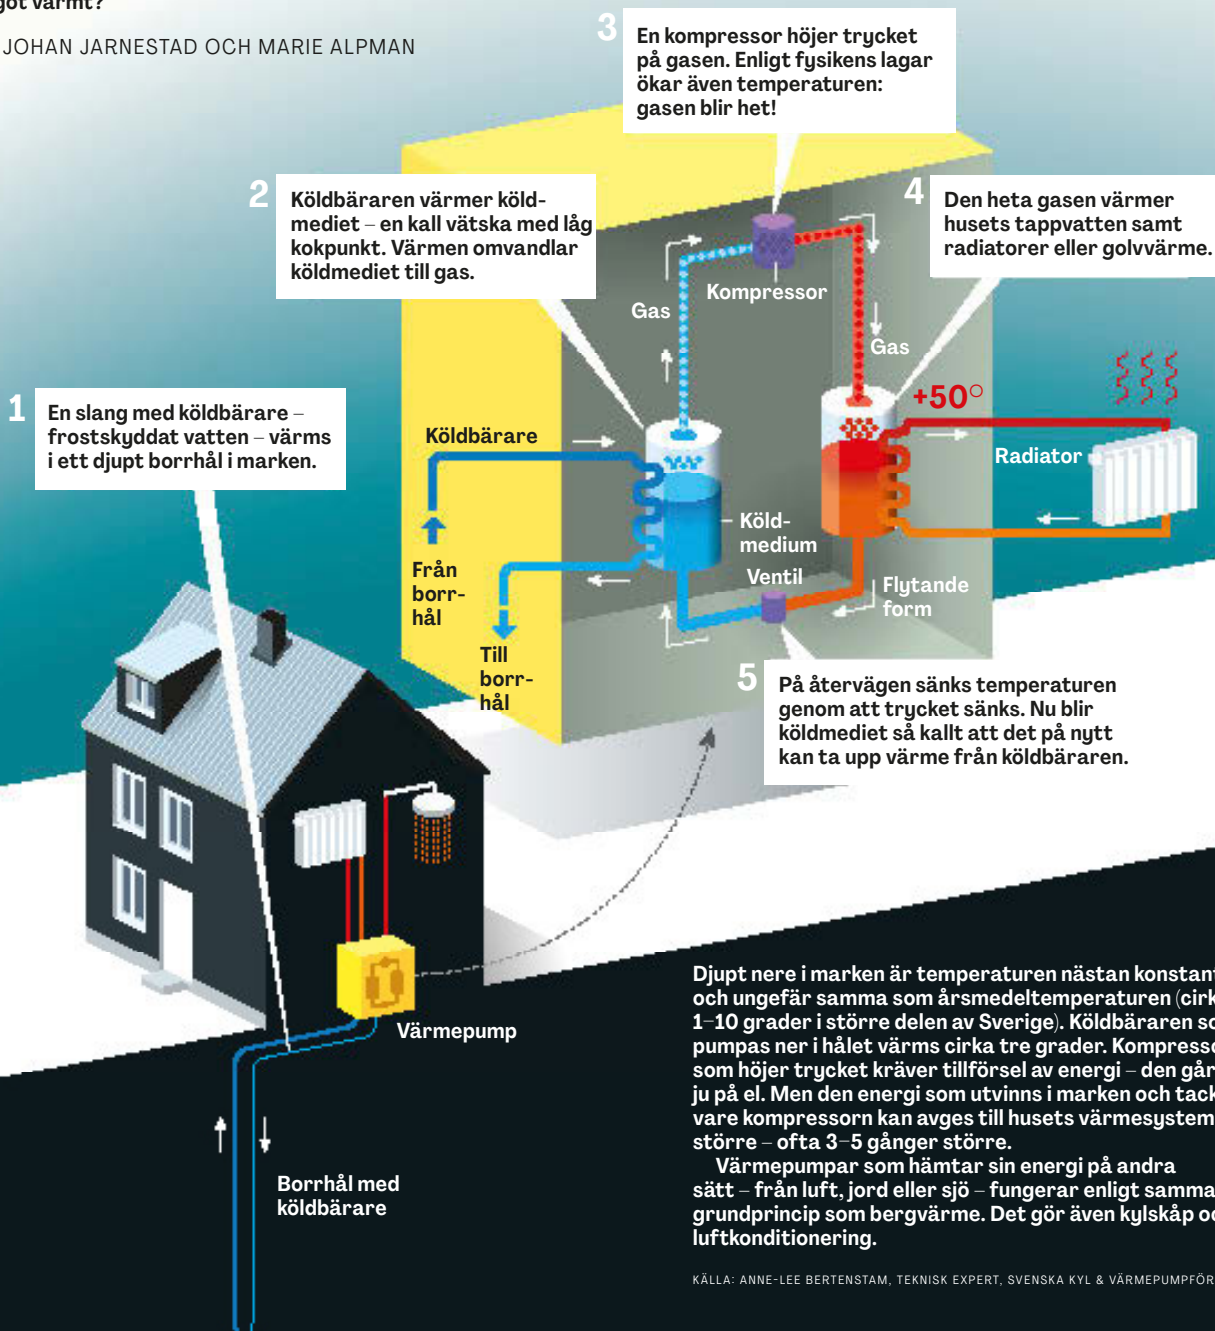 got varmt?
JOHAN JARNESTAD OCH MARIE ALPMAN
3
En kompressor höjer trycket
på gasen. Enligt fysikens lagar
ökar även temperaturen:
gasen blir het!
2
Köldbäraren värmer köld-
mediet – en kall vätska med låg
kokpunkt. Värmen omvandlar
köldmediet till gas.
4
Den heta gasen värmer
husets tappvatten samt
radiatorer eller golvvärme.
Kompressor
Gas
Gas
1
En slang med köldbärare –
frostskyddat vatten – värms
i ett djupt borrhål i marken.
+50°
Köldbärare
Radiator
Köld-
medium
Från
borr-
hål
Ventil
Flytande
form
Till
borr-
hål
5
På återvägen sänks temperaturen
genom att trycket sänks. Nu blir
köldmediet så kallt att det på nytt
kan ta upp värme från köldbäraren.
Värmepump
Borrhål med
köldbärare
Djupt nere i marken är temperaturen nästan konstant
och ungefär samma som årsmedeltemperaturen (cirk
1–10 grader i större delen av Sverige). Köldbäraren so
pumpas ner i hålet värms cirka tre grader. Kompresso
som höjer trycket kräver tillförsel av energi – den går
ju på el. Men den energi som utvinns i marken och tack
vare kompressorn kan avges till husets värmesystem
större – ofta 3–5 gånger större.
Värmepumpar som hämtar sin energi på andra
sätt – från luft, jord eller sjö – fungerar enligt samma
grundprincip som bergvärme. Det gör även kylskåp oc
luftkonditionering.
KÄLLA: ANNE-LEE BERTENSTAM, TEKNISK EXPERT, SVENSKA KYL & VÄRMEPUMPFÖR